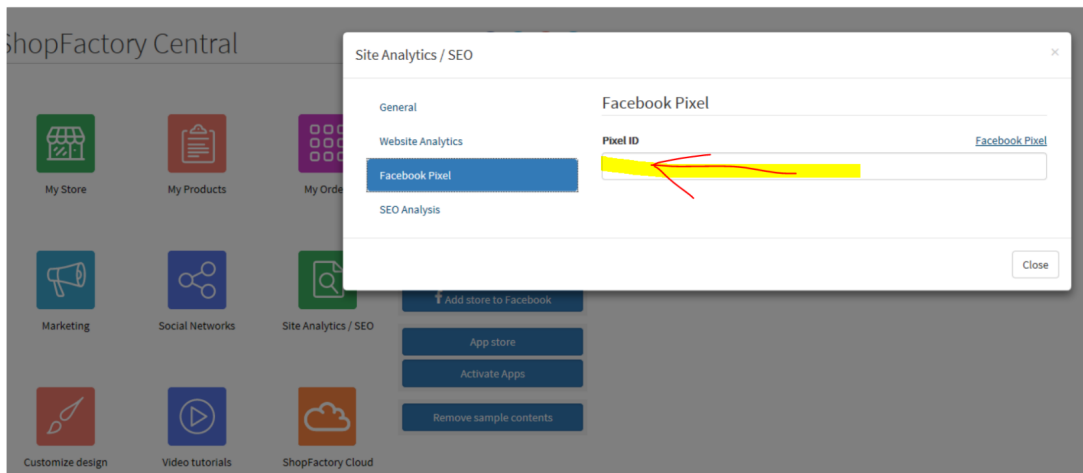 ShopFactory Central
Site Analytics / SEO
×
General
Website Analytics
Facebook Pixel
SEO Analysis
Facebook Pixel
Pixel ID
Facebook Pixel
Close
My Store
My Products
My Orde
Marketing
Social Networks
Site Analytics / SEO
f Add store to Facebook
App store
Activate Apps
Remove sample contents
Customize design
Video tutorials
ShopFactory Cloud